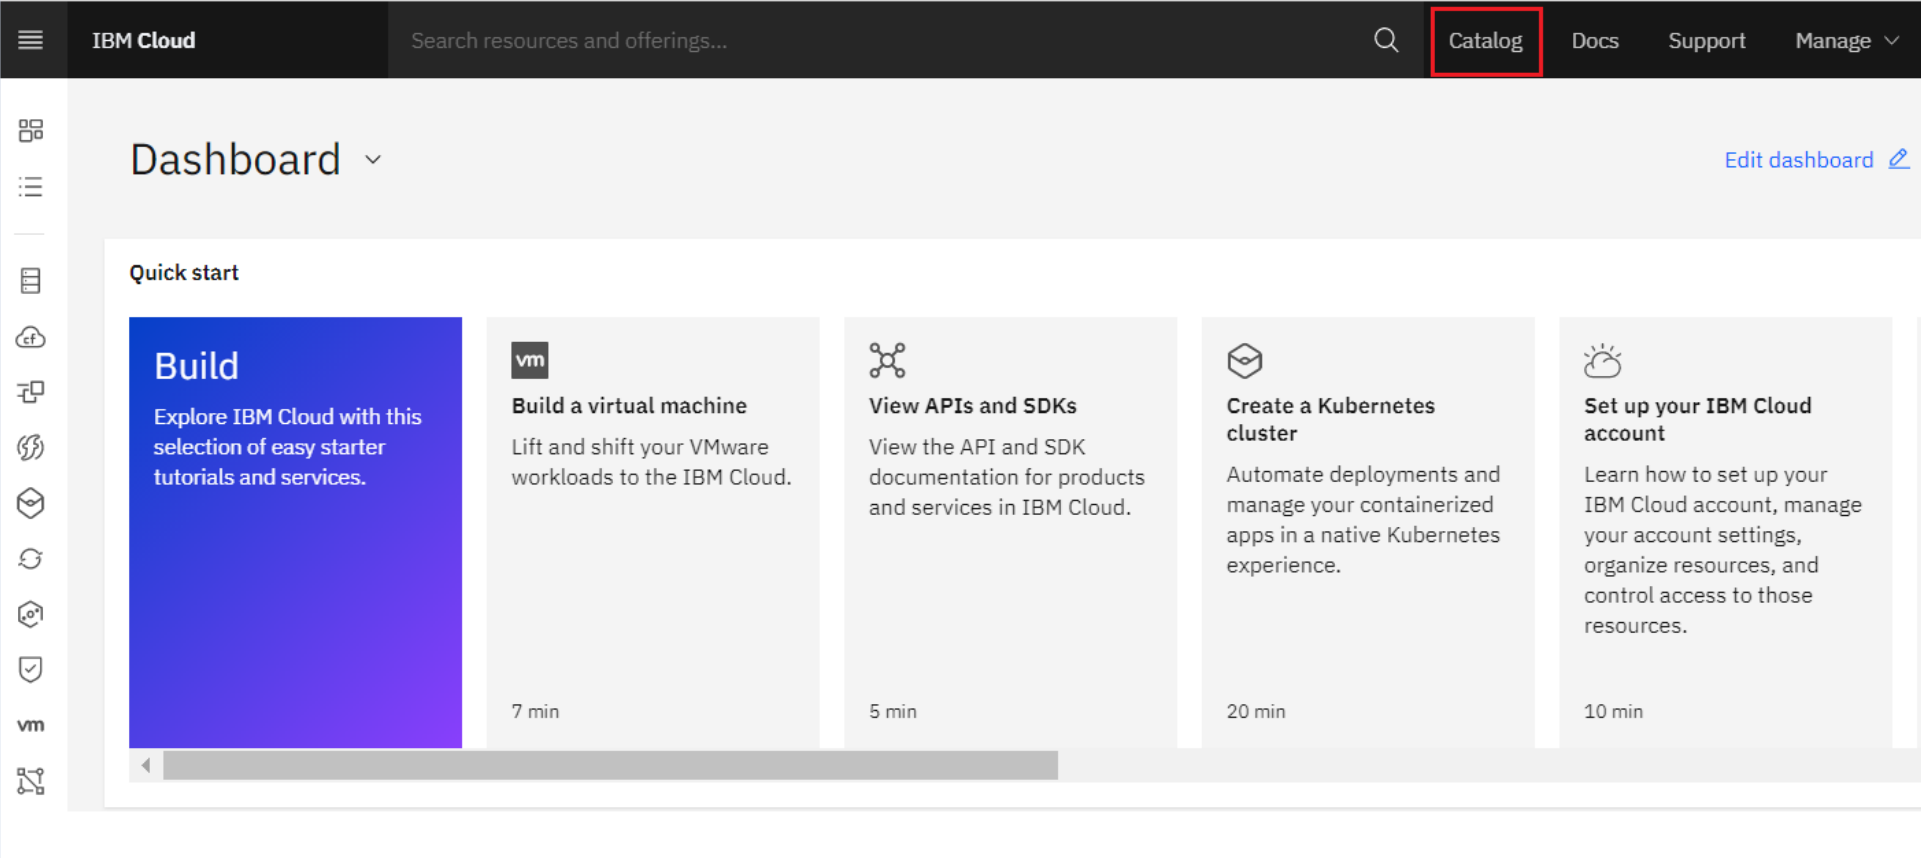 IBM Cloud
Search resources and offerings...
Catalog
Docs
Support
Manage
Dashboard
Edit dashboard
Quick start
Build
Explore IBM Cloud with this
selection of easy starter
tutorials and services.
vm
Build a virtual machine
Lift and shift your VMware
workloads to the IBM Cloud.
7 min
View APIs and SDKs
View the API and SDK
documentation for products
and services in IBM Cloud.
5 min
Create a Kubernetes
cluster
Automate deployments and
manage your containerized
apps in a native Kubernetes
experience.
20 min
Set up your IBM Cloud
account
Learn how to set up your
IBM Cloud account, manage
your account settings,
organize resources, and
control access to those
resources.
10 min
cf
vm